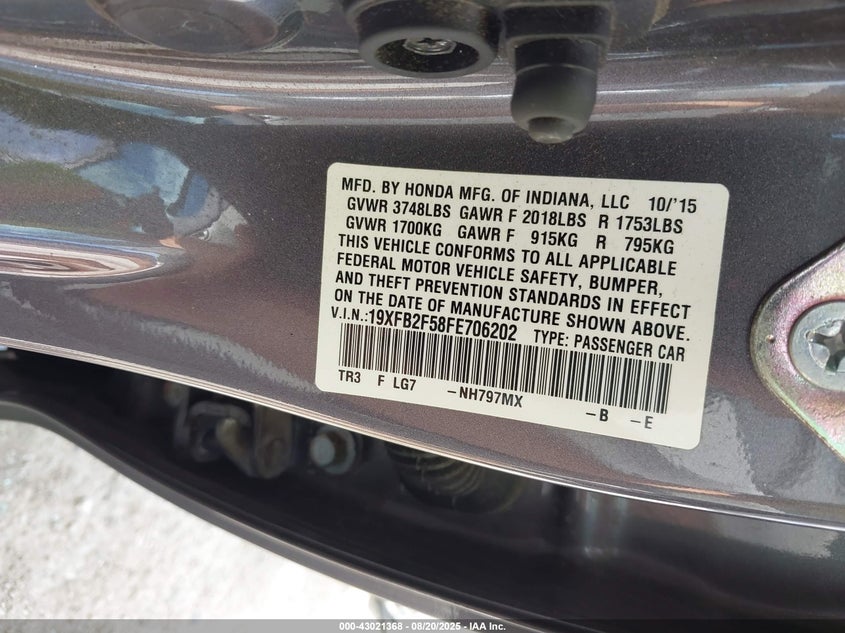 MFD. BY HONDA MFG. OF INDIANA, LLC 10/'15
GVWR 3748LBS GAWR F 2018LBS R 1753LBS
GVWR 1700KG GAWR F 915KG R 795KG
THIS VEHICLE CONFORMS TO ALL APPLICABLE
FEDERAL MOTOR VEHICLE SAFETY, BUMPER,
AND THEFT PREVENTION STANDARDS IN EFFECT
ON THE DATE OF MANUFACTURE SHOWN ABOVE.
V.I.N.:19XFB2F58FE706202 TYPE: PASSENGER CAR
TR3 F LG7 -NH797MX -B -E
000-43021368 - 08/20/2025 - IAA, Inc.